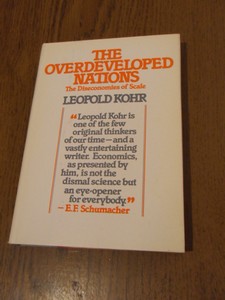 THE
OVERDEVELOPED
NATIONS
The Diseconomies of Scale
LEOPOLD KOHR
“Leopold Kohr is
one of the few
original thinkers
of our time—and a
vastly entertaining
writer. Economics,
as presented by
him, is not the
dismal science but
an eye-opener
for everybody.”
—E.F. Schumacher